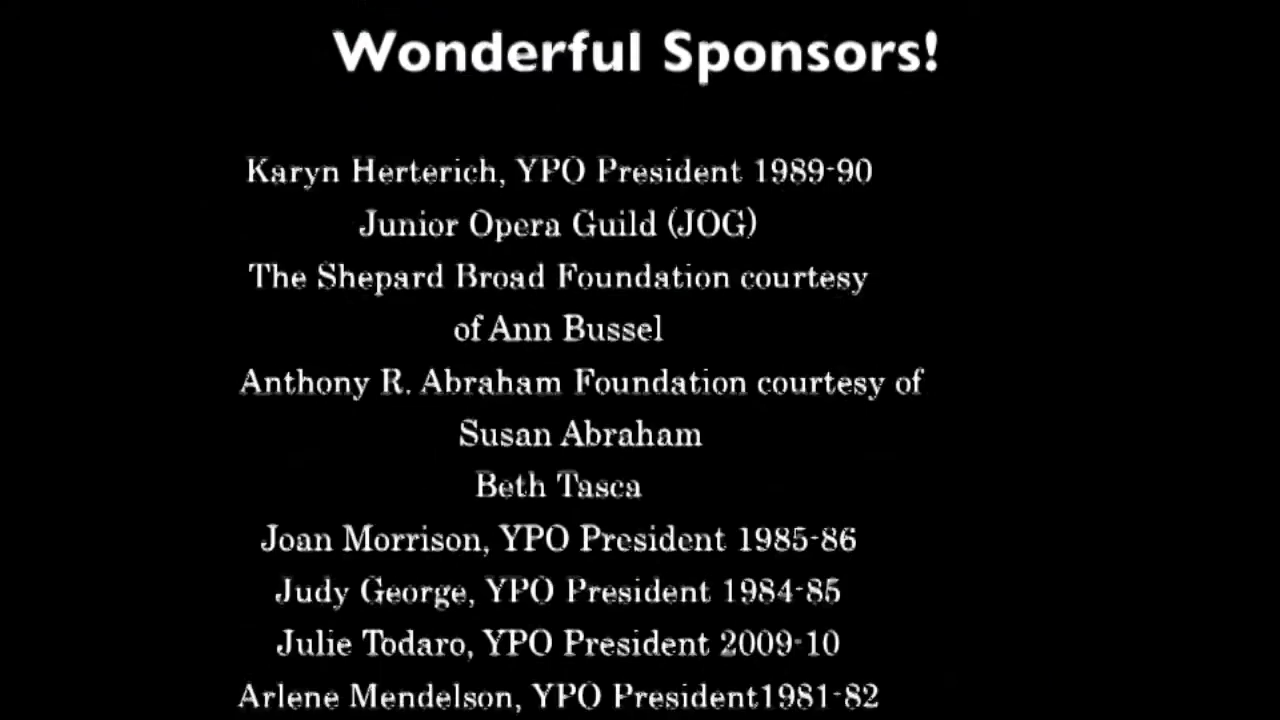 Wonderful Sponsors!
Karyn Herterich, YPO President 1989-90
Junior Opera Guild (JOG)
The Shepard Broad Foundation courtesy
of Ann Bussel
Anthony R. Abraham Foundation courtesy of
Susan Abraham
Beth Tasca
Joan Morrison, YPO President 1985-86
Judy George, YPO President 1984-85
Julie Todaro, YPO President 2009-10
Arlene Mendelson, YPO President1981-82